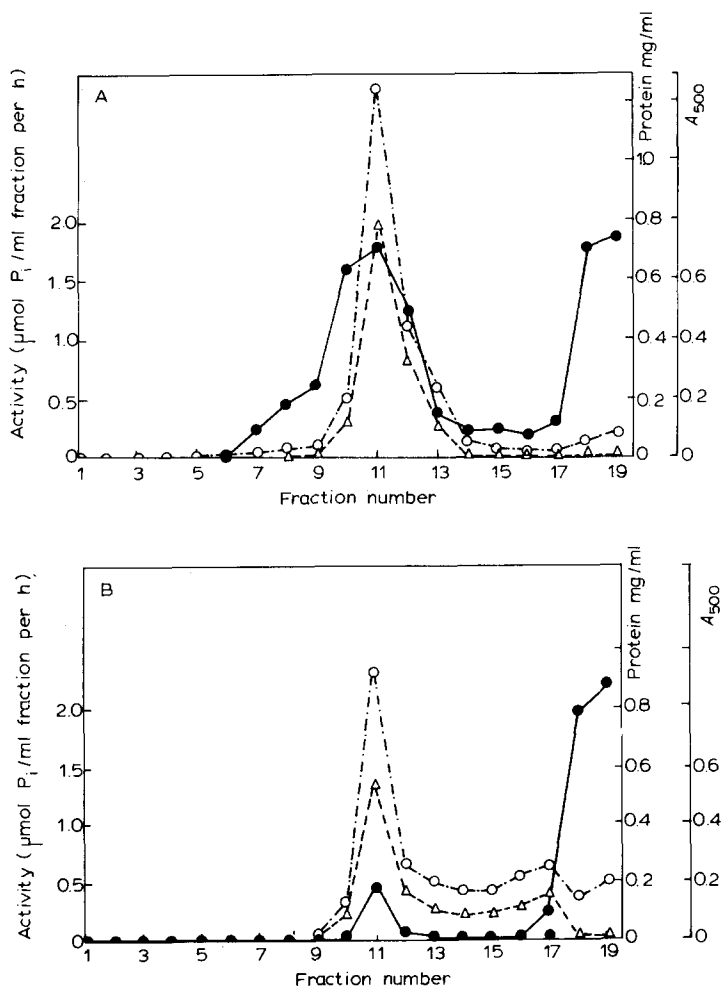 A
Activity (μmol Pi /ml fraction per h)
2.0
1.5
1.0
0.5
0
1 3 5 7 9 11 13 15 17 19
Fraction number
Protein mg/ml
1.0
0.8
0.6
0.4
0.2
0
A500
0.6
0.4
0.2
0
B
Activity (μmol Pi /ml fraction per h)
2.0
1.5
1.0
0.5
0
1 3 5 7 9 11 13 15 17 19
Fraction number
Protein mg/ml
0.8
0.6
0.4
0.2
0
A500
0.6
0.4
0.2
0